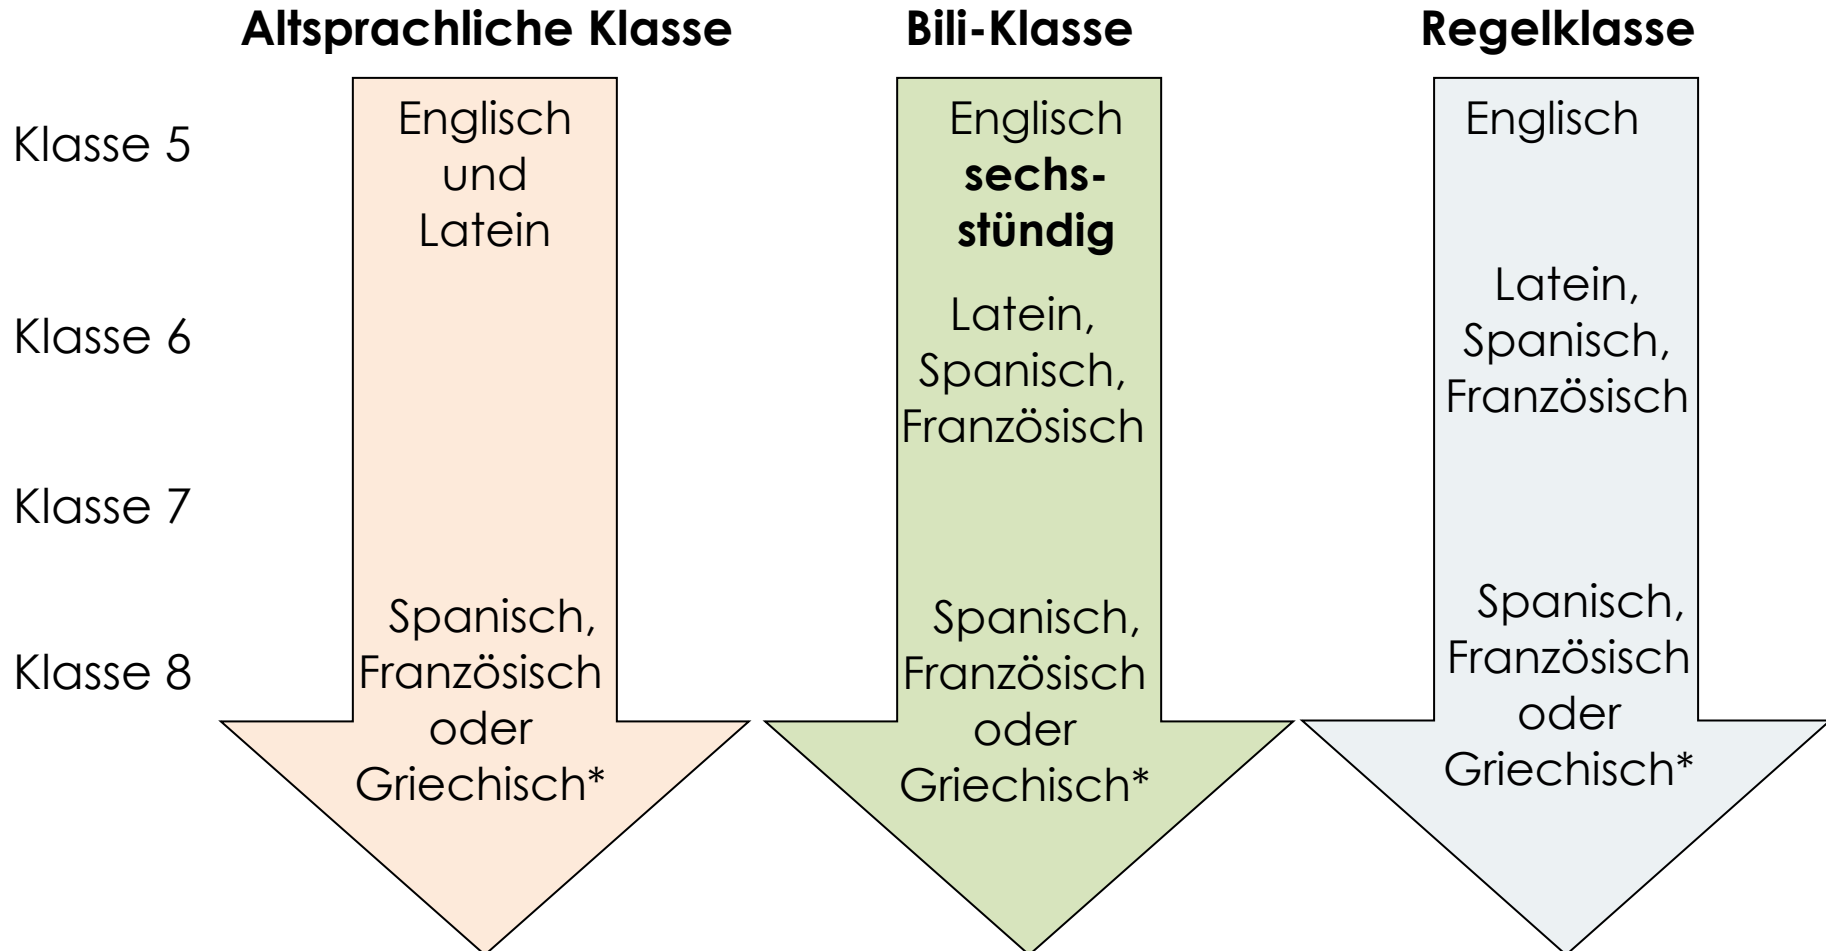 Altsprachliche Klasse
Bili-Klasse
Regelklasse
Klasse 5
Klasse 6
Klasse 7
Klasse 8
Englisch
und
Latein
Spanisch,
Französisch
oder
Griechisch*
Englisch
sechs-
stündig
Latein,
Spanisch,
Französisch
Spanisch,
Französisch
oder
Griechisch*
Englisch
Latein,
Spanisch,
Französisch
Spanisch,
Französisch
oder
Griechisch*